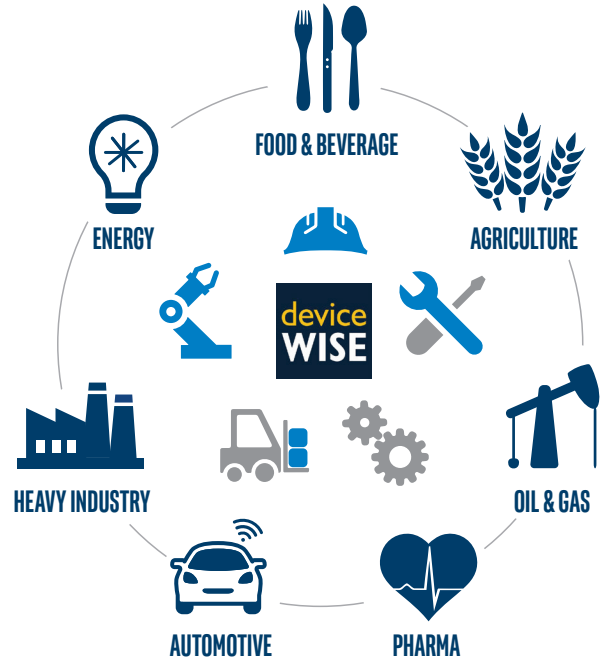 FOOD & BEVERAGE
ENERGY
AGRICULTURE
device
WISE
HEAVY INDUSTRY
OIL & GAS
AUTOMOTIVE
PHARMA